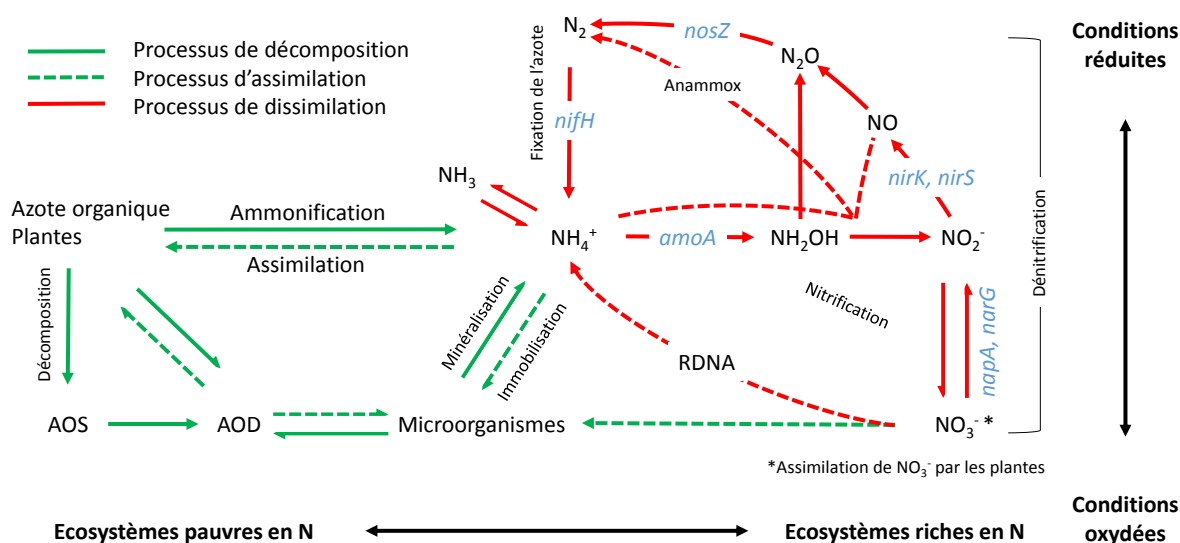 Processus de décomposition
Processus d'assimilation
Processus de dissimilation
N₂
nosZ
Conditions
réduites
N₂O
Anammox
Fixation de l'azote
nifH
NO
nirK, nirS
NH₃
Azote organique
Plantes
Ammonification
Assimilation
NH₄⁺
amoA
NH₂OH
NO₂⁻
Dénitrification
Nitrification
napA, narG
Décomposition
Minéralisation
Immobilisation
RDNA
AOS
AOD
Microorganismes
NO₃⁻*
*Assimilation de NO₃⁻ par les plantes
Ecosystèmes pauvres en N
Ecosystèmes riches en N
Conditions
oxydées